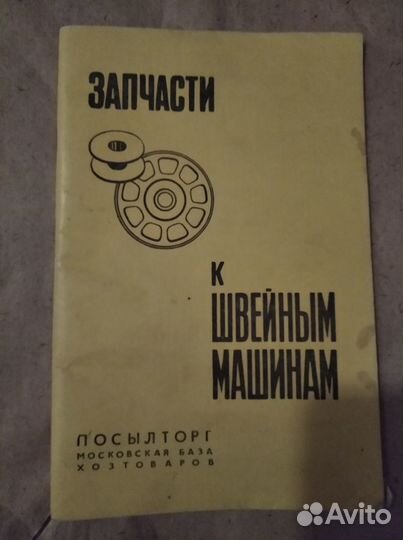 ЗАПЧАСТИ
К
ШВЕЙНЫМ
МАШИНАМ
ПОСЫЛТОРГ
МОСКОВСКАЯ БАЗА
ХОЗТОВАРОВ
Avito